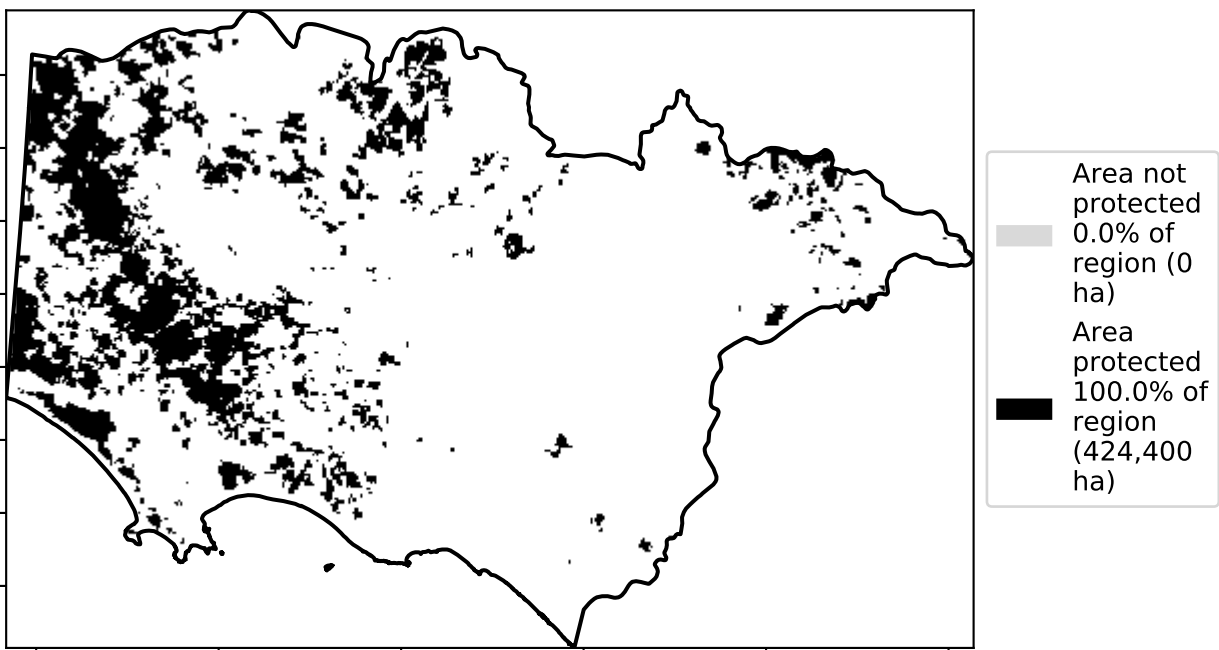 Area not
protected
0.0% of
region (0
ha)
Area
protected
100.0% of
region
(424,400
ha)